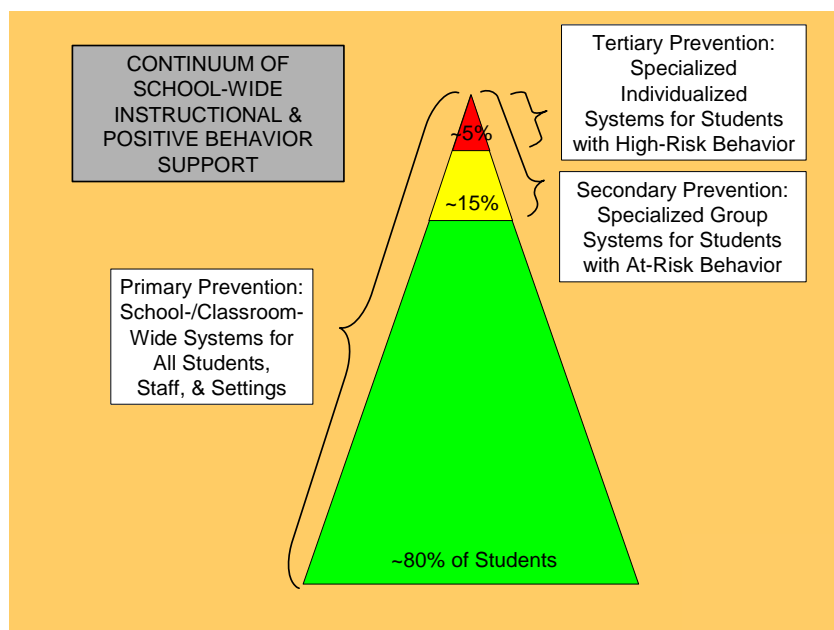 CONTINUUM OF
SCHOOL-WIDE
INSTRUCTIONAL &
POSITIVE BEHAVIOR
SUPPORT
Tertiary Prevention:
Specialized
Individualized
Systems for Students
with High-Risk Behavior
~5%
~15%
Secondary Prevention:
Specialized Group
Systems for Students
with At-Risk Behavior
Primary Prevention:
School-/Classroom-
Wide Systems for
All Students,
Staff, & Settings
~80% of Students